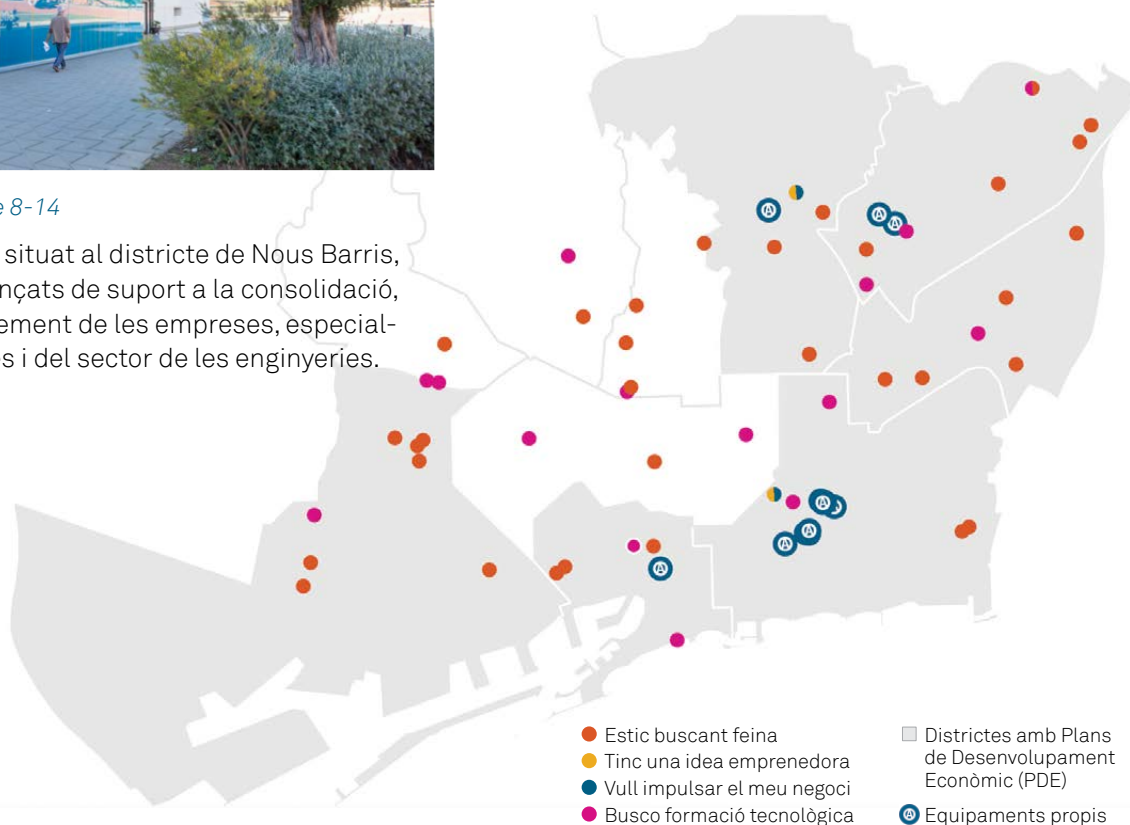 e 8-14
situat al districte de Nous Barris,
nçats de suport a la consolidació,
ement de les empreses, especial-
s i del sector de les enginyeries.
Estic buscant feina
Tinc una idea emprenedora
Vull impulsar el meu negoci
Busco formació tecnològica
Districtes amb Plans
de Desenvolupament
Econòmic (PDE)
Equipaments propis